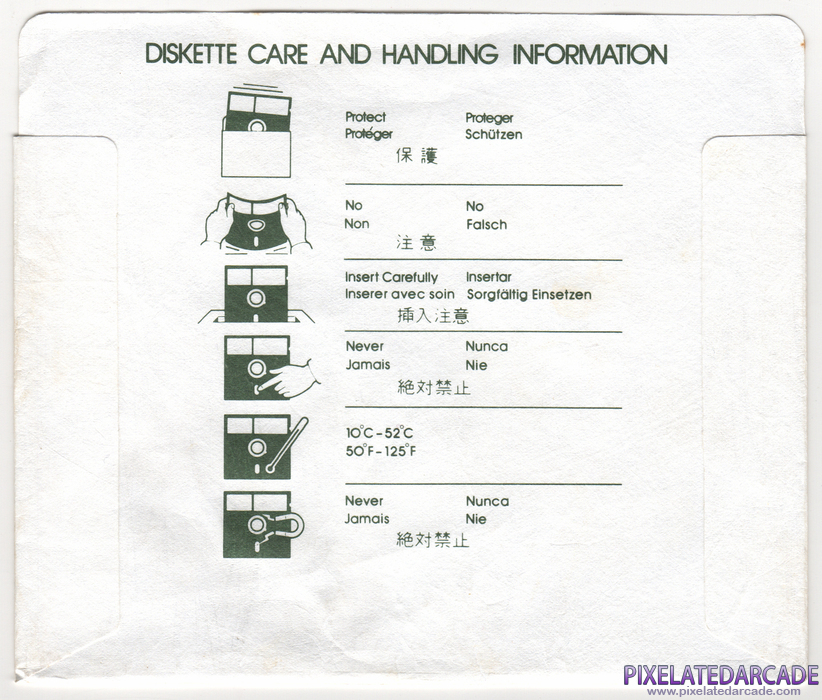 DISKETTE CARE AND HANDLING INFORMATION
Protect Proteger
Protéger Schützen
保護
No No
Non Falsch
注意
Insert Carefully Insertar
Inserer avec soin Sorgfältig Einsetzen
挿入注意
Never Nunca
Jamais Nie
絶対禁止
10°C-52°C
50°F-125°F
Never Nunca
Jamais Nie
絶対禁止
PIXELATEDARCADE
www.pixelatedarcade.com